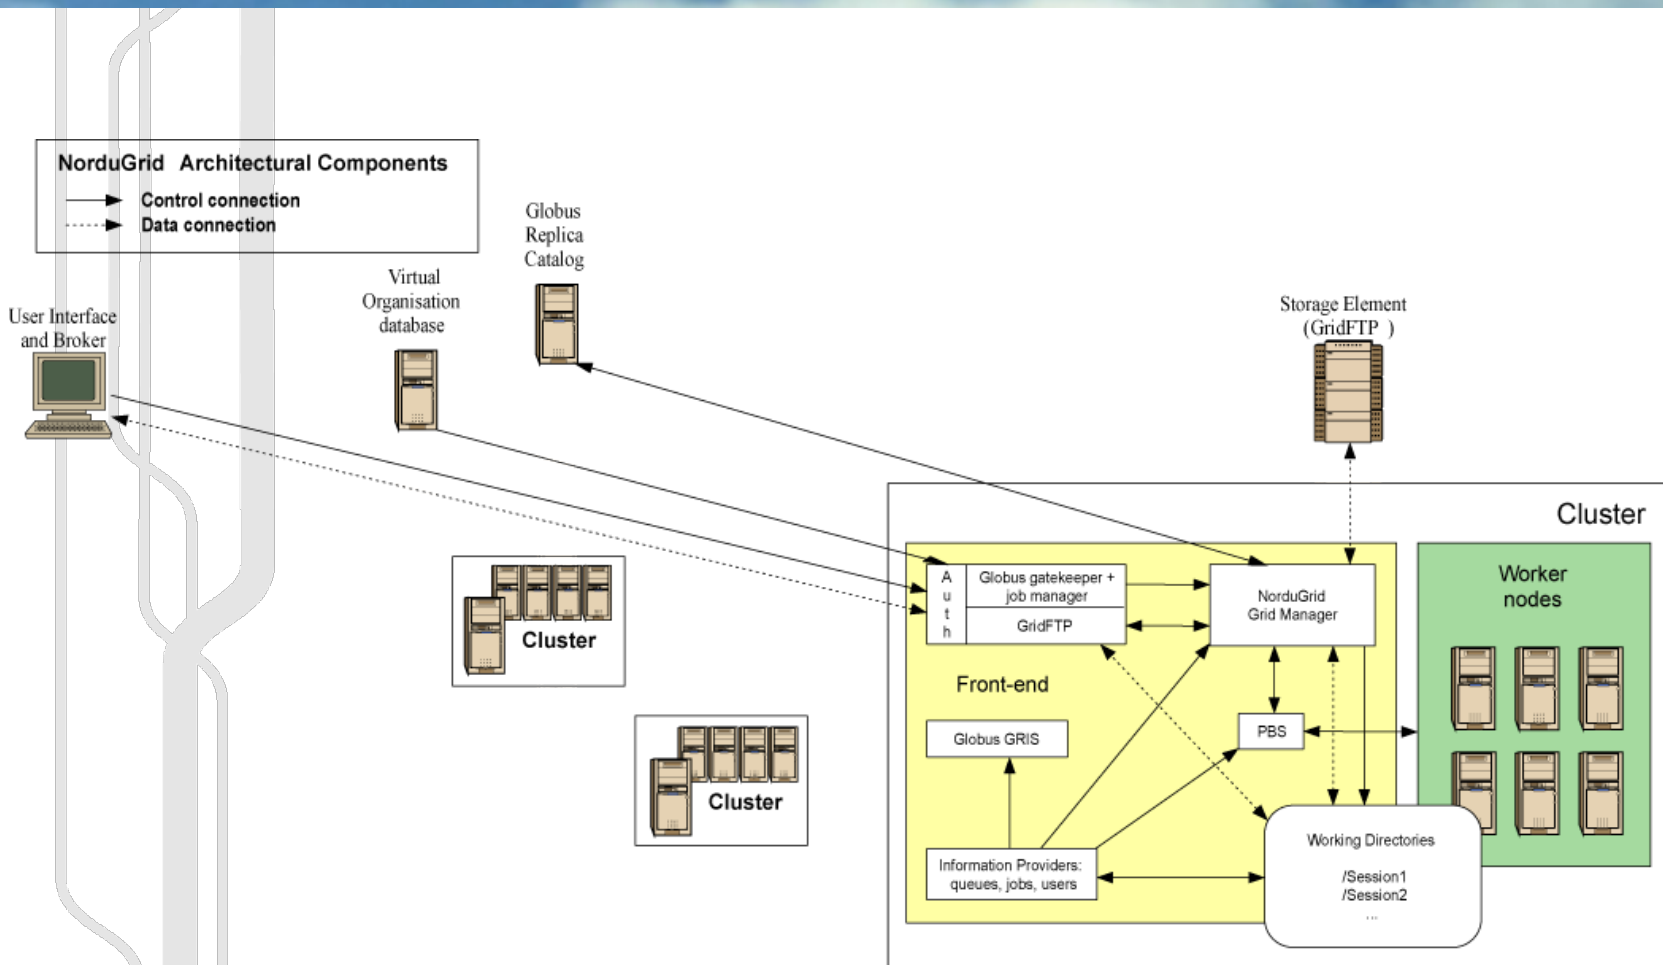 NorduGrid Architectural Components
Control connection
Data connection
Globus
Replica
Catalog
Virtual
Organisation
database
User Interface
and Broker
Storage Element
(GridFTP )
Cluster
A
u
t
h
Globus gatekeeper +
job manager
GridFTP
NorduGrid
Grid Manager
Worker
nodes
Cluster
Front-end
Globus GRIS
PBS
Cluster
Information Providers:
queues, jobs, users
Working Directories
/Session1
/Session2
...